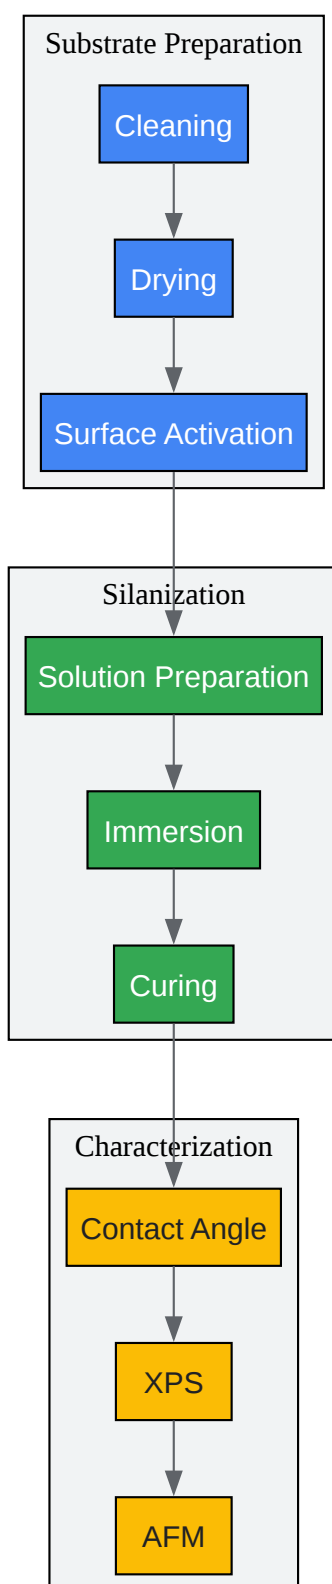 Substrate Preparation
Cleaning
Drying
Surface Activation
Silanization
Solution Preparation
Immersion
Curing
Characterization
Contact Angle
XPS
AFM